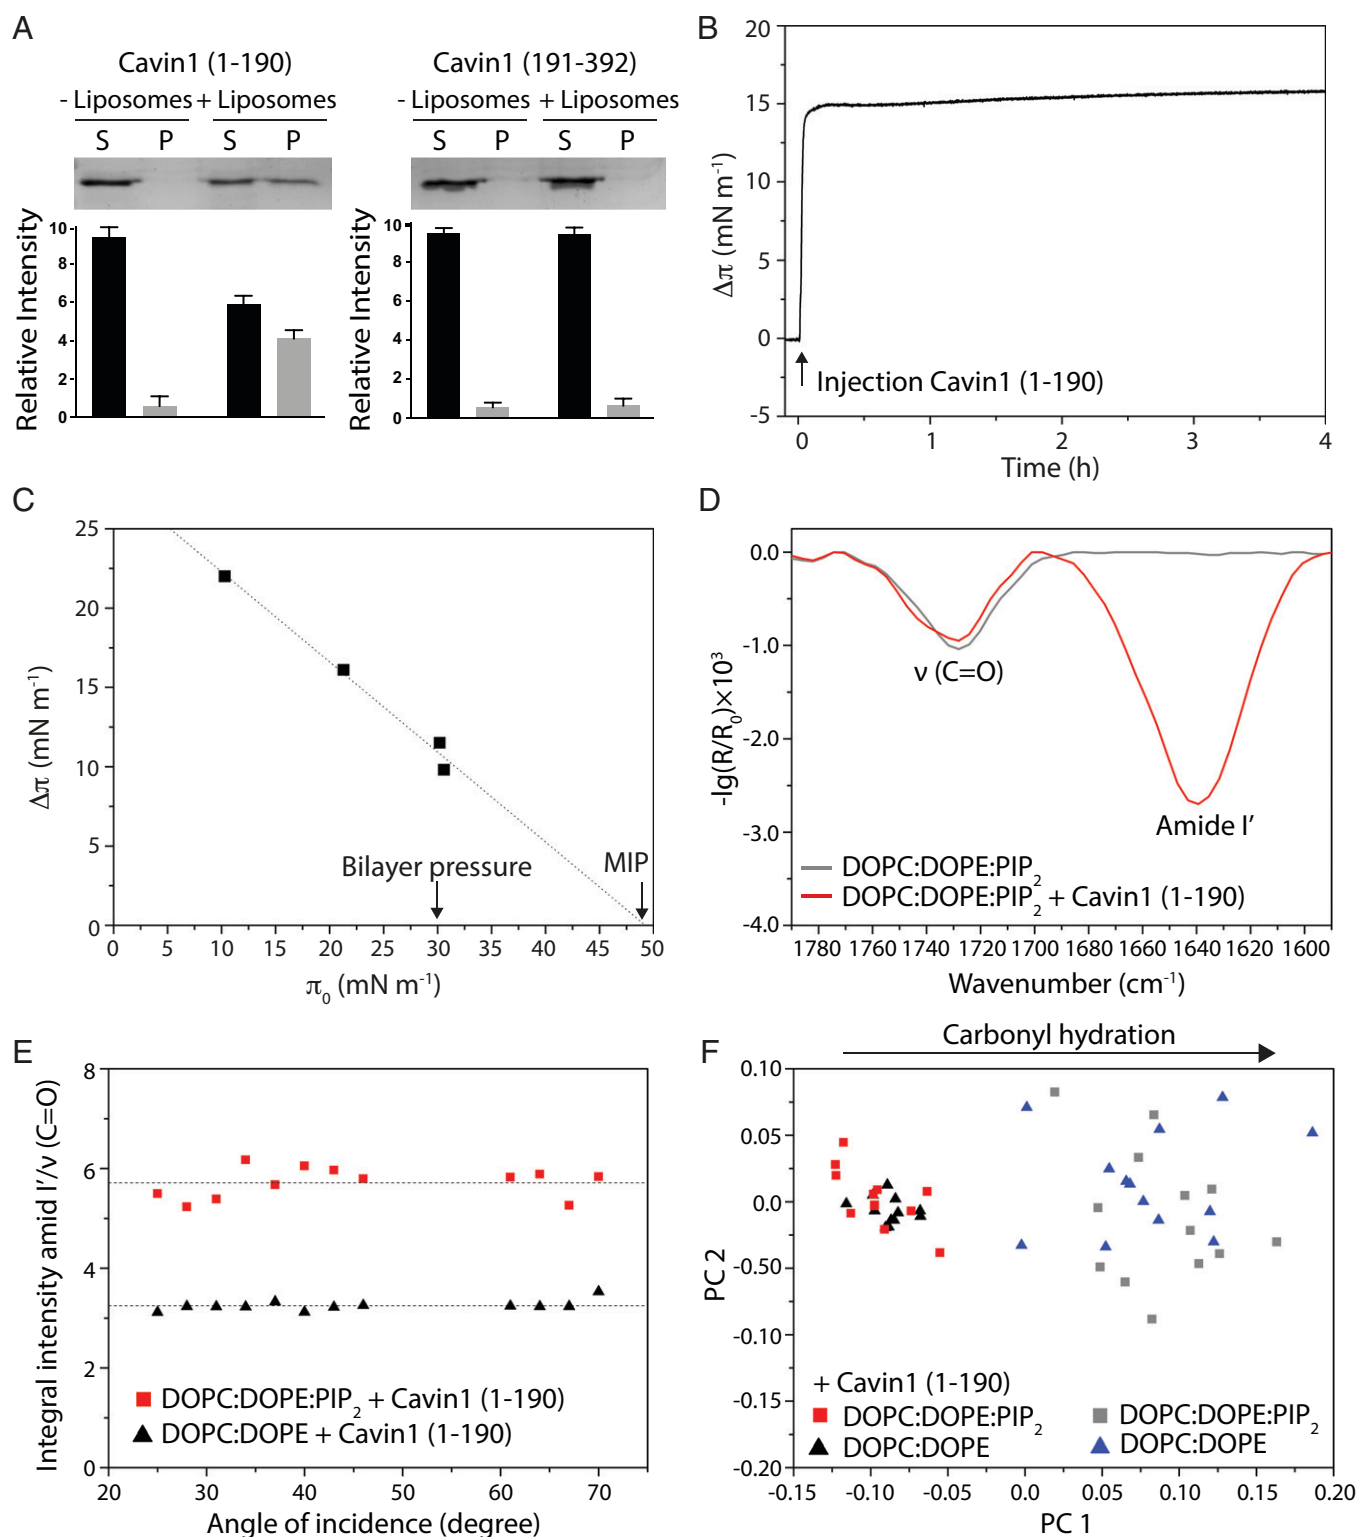 A
Cavin1 (1-190)
- Liposomes + Liposomes
S P S P
Relative Intensity
10
8
6
4
2
0
Cavin1 (191-392)
- Liposomes + Liposomes
S P S P
Relative Intensity
10
8
6
4
2
0
B
Δπ (mN m⁻¹)
20
15
10
5
0
-5
Injection Cavin1 (1-190)
0 1 2 3 4
Time (h)
C
Δπ (mN m⁻¹)
25
20
15
10
5
0
Bilayer pressure
MIP
0 5 10 15 20 25 30 35 40 45 50
π₀ (mN m⁻¹)
D
-lg(R/R₀)×10³
0.0
-1.0
-2.0
-3.0
-4.0
ν (C=O)
Amide I’
DOPC:DOPE:PIP₂
DOPC:DOPE:PIP₂ + Cavin1 (1-190)
1780 1760 1740 1720 1700 1680 1660 1640 1620 1600
Wavenumber (cm⁻¹)
E
Integral intensity amid I’/ν (C=O)
8
6
4
2
0
DOPC:DOPE:PIP₂ + Cavin1 (1-190)
DOPC:DOPE + Cavin1 (1-190)
20 30 40 50 60 70
Angle of incidence (degree)
F
Carbonyl hydration
PC 2
0.10
0.05
0.0
-0.50
-0.10
-0.15
-0.20
+ Cavin1 (1-190)
DOPC:DOPE:PIP₂
DOPC:DOPE
DOPC:DOPE:PIP₂
DOPC:DOPE
-0.15 -0.10 -0.05 0.0 0.05 0.10 0.15 0.20
PC 1